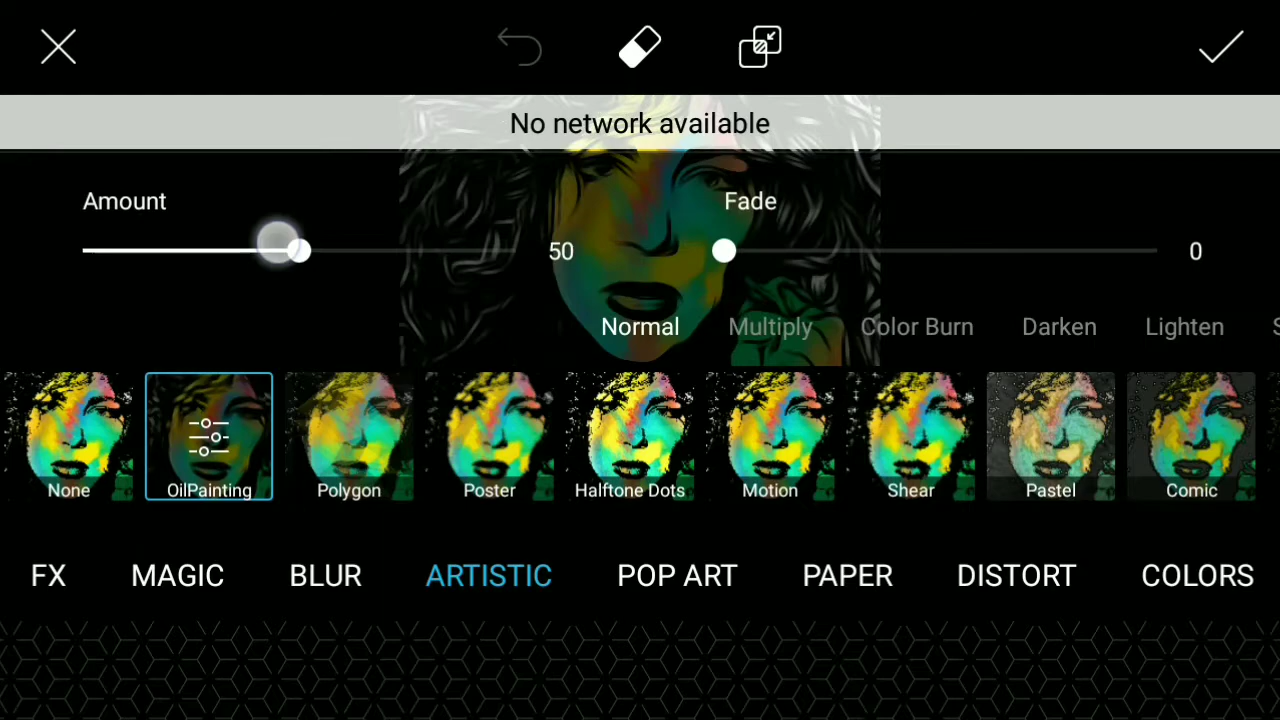 No network available
Amount
50
Fade
0
Normal Multiply Color Burn Darken Lighten
None OilPainting Polygon Poster Halftone Dots Motion Shear Pastel Comic
FX MAGIC BLUR ARTISTIC POP ART PAPER DISTORT COLORS